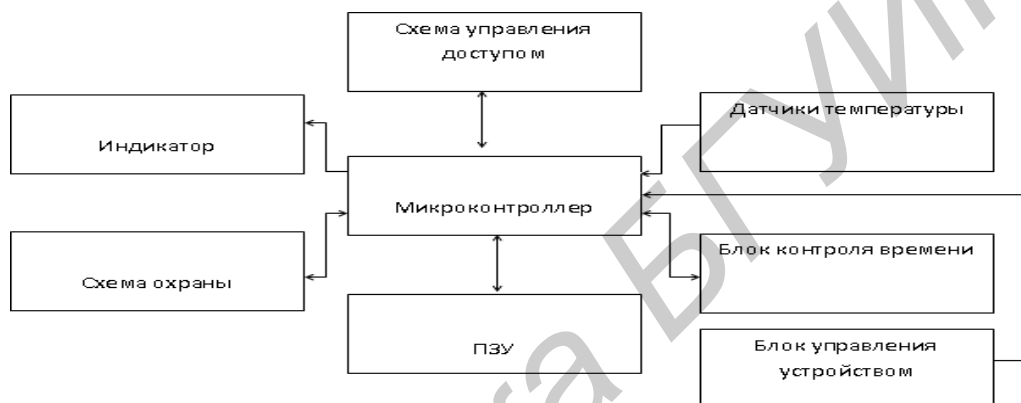 Схема управления
доступом
Датчики температуры
Индикатор
Микроконтроллер
Блок контроля времени
Схема охраны
ПЗУ
Блок управления
устройством